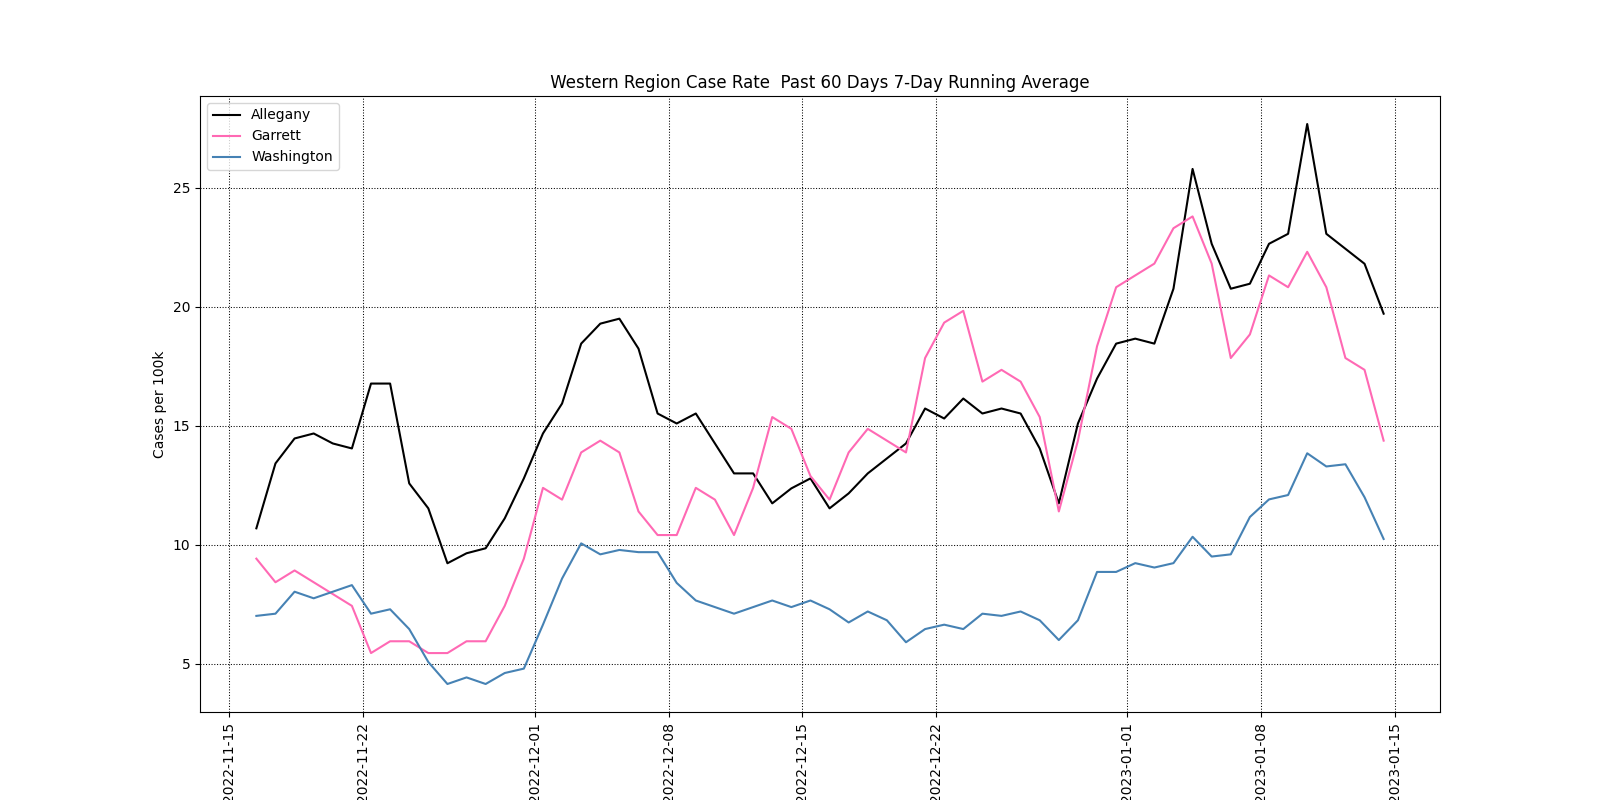 Western Region Case Rate  Past 60 Days 7-Day Running Average
Allegany
Garrett
Washington
Cases per 100k
25
20
15
10
5
2022-11-15
2022-11-22
2022-12-01
2022-12-08
2022-12-15
2022-12-22
2023-01-01
2023-01-08
2023-01-15